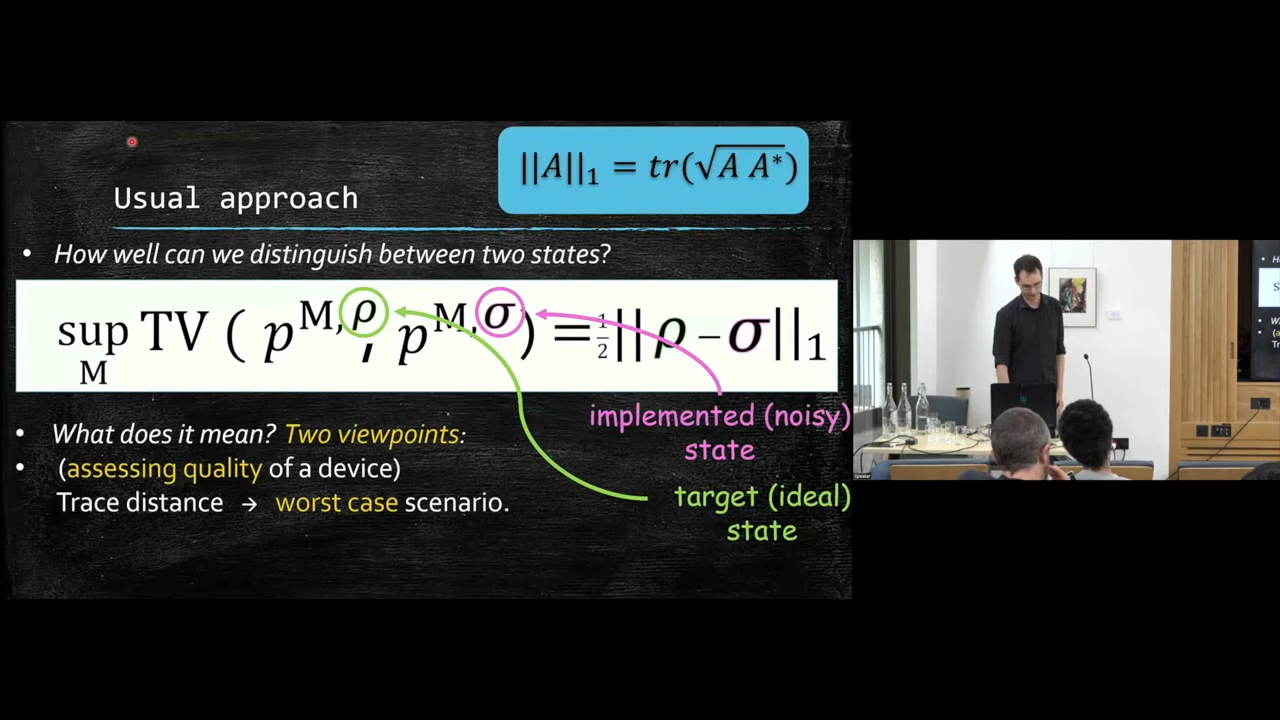 ||A||₁ = tr(√A A*)
Usual approach
• How well can we distinguish between two states?
sup_M TV ( p^{M,ρ}, p^{M,σ} ) = ½||ρ – σ||₁
implemented (noisy)
state
• What does it mean? Two viewpoints:
• (assessing quality of a device)
Trace distance → worst case scenario.
target (ideal)
state